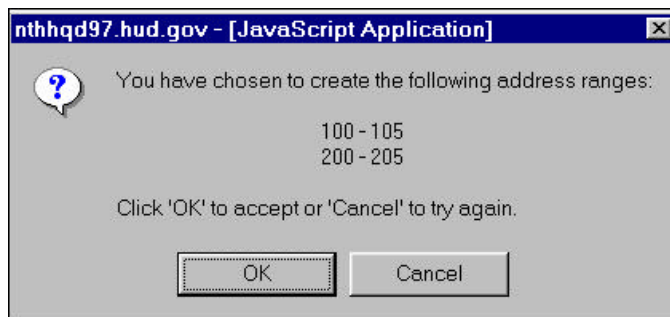 nthhqd97.hud.gov - [JavaScript Application]
You have chosen to create the following address ranges:
100 - 105
200 - 205
Click 'OK' to accept or 'Cancel' to try again.
OK
Cancel